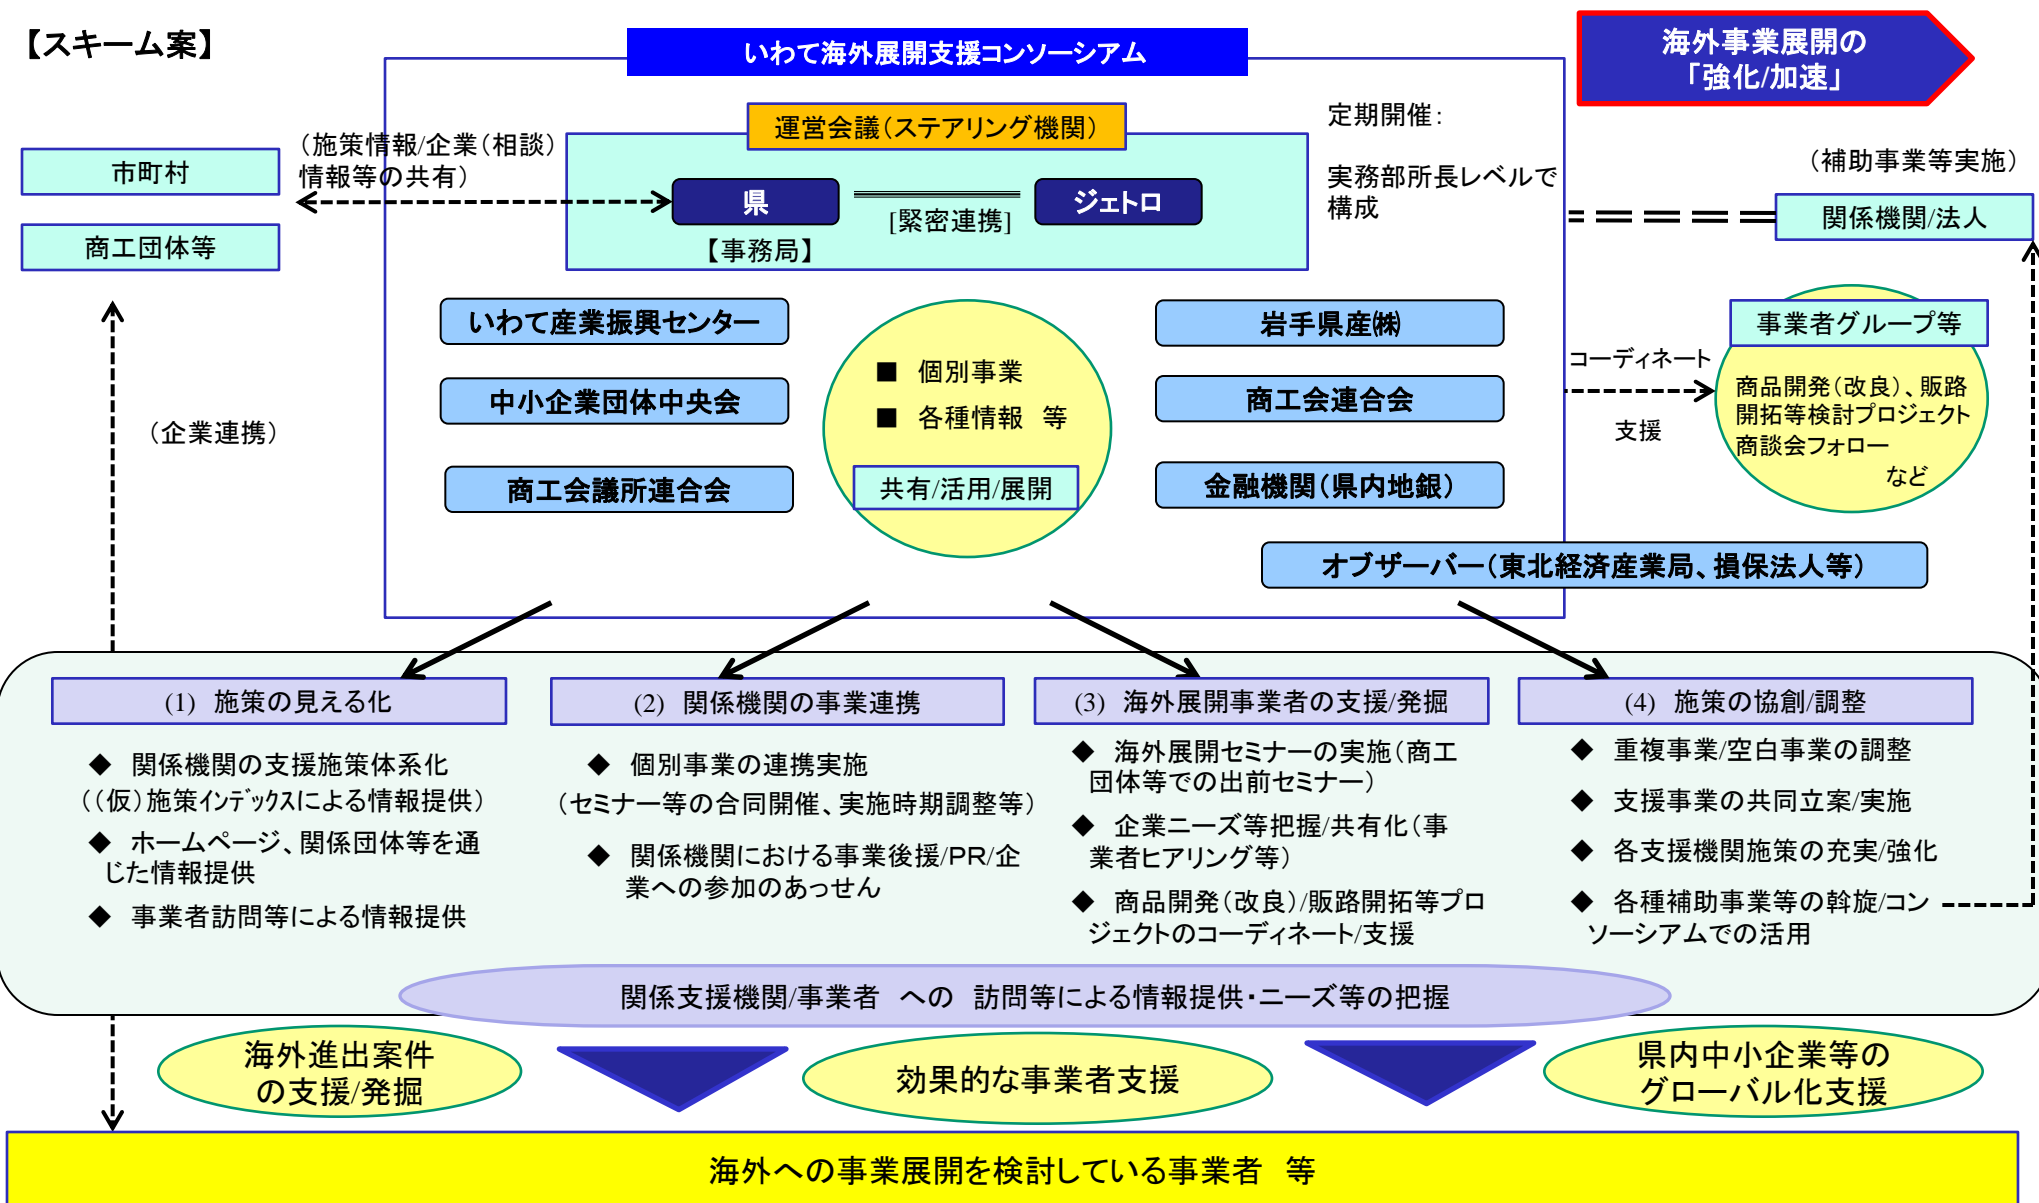 【スキーム案】
いわて海外展開支援コンソーシアム
海外事業展開の
「強化/加速」
運営会議(ステアリング機関)
定期開催:
実務部所長レベルで
構成
(施策情報/企業(相談)
情報等の共有)
県
[緊密連携]
ジェトロ
【事務局】
市町村
商工団体等
(補助事業等実施)
関係機関/法人
いわて産業振興センター
中小企業団体中央会
商工会議所連合会
■ 個別事業
■ 各種情報 等
共有/活用/展開
岩手県産㈱
商工会連合会
金融機関(県内地銀)
オブザーバー(東北経済産業局、損保法人等)
コーディネート
支援
事業者グループ等
商品開発(改良)、販路
開拓等検討プロジェクト
商談会フォロー
など
(企業連携)
(1) 施策の見える化
◆ 関係機関の支援施策体系化
((仮)施策ｲﾝﾃﾞｯｸｽによる情報提供)
◆ ホームページ、関係団体等を通
じた情報提供
◆ 事業者訪問等による情報提供
(2) 関係機関の事業連携
◆ 個別事業の連携実施
(セミナー等の合同開催、実施時期調整等)
◆ 関係機関における事業後援/PR/企
業への参加のあっせん
(3) 海外展開事業者の支援/発掘
◆ 海外展開セミナーの実施(商工
団体等での出前セミナー)
◆ 企業ニーズ等把握/共有化(事
業者ヒアリング等)
◆ 商品開発(改良)/販路開拓等プロ
ジェクトのコーディネート/支援
(4) 施策の協創/調整
◆ 重複事業/空白事業の調整
◆ 支援事業の共同立案/実施
◆ 各支援機関施策の充実/強化
◆ 各種補助事業等の斡旋/コン
ソーシアムでの活用
関係支援機関/事業者 への 訪問等による情報提供・ニーズ等の把握
海外進出案件
の支援/発掘
効果的な事業者支援
県内中小企業等の
グローバル化支援
海外への事業展開を検討している事業者 等